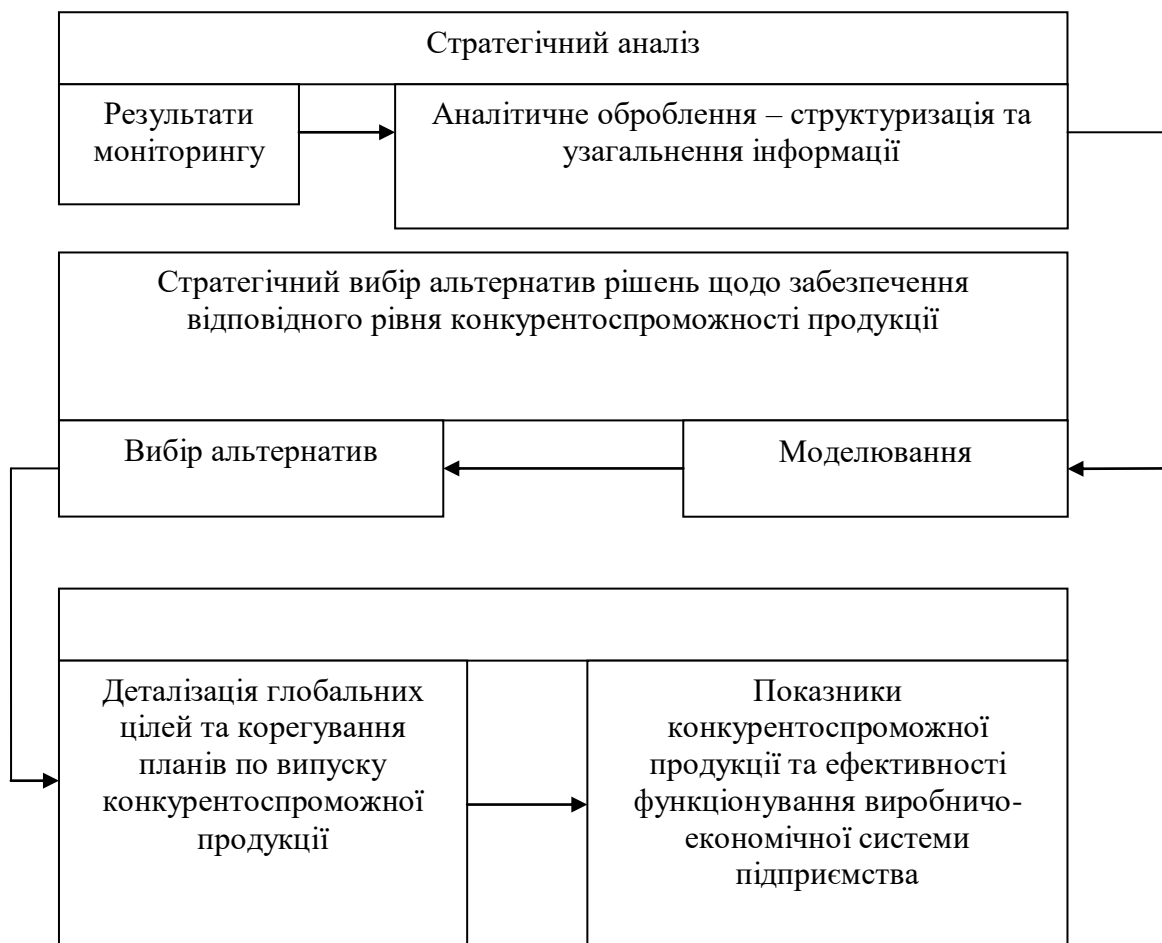 Стратегічний аналіз
Результати
моніторингу
Аналітичне оброблення – структуризація та
узагальнення інформації
Стратегічний вибір альтернатив рішень щодо забезпечення
відповідного рівня конкурентоспроможності продукції
Вибір альтернатив
Моделювання
Деталізація глобальних
цілей та корегування
планів по випуску
конкурентоспроможної
продукції
Показники
конкурентоспроможної
продукції та ефективності
функціонування виробничо-
економічної системи
підприємства